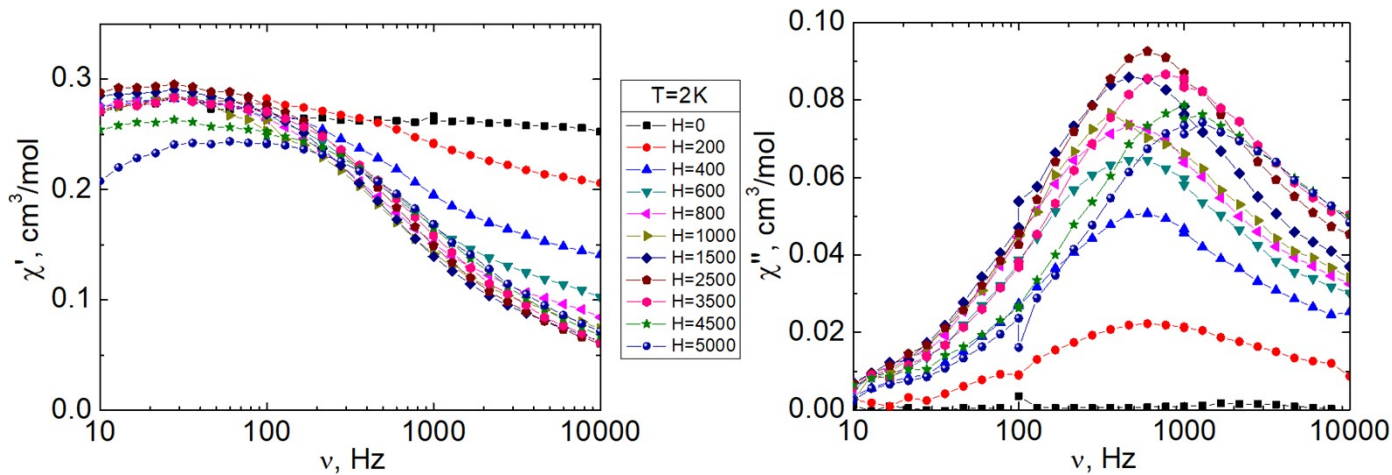 χ', cm³/mol
0.3
0.2
0.1
0.0
10 100 1000 10000
ν, Hz
T=2K
H=0
H=200
H=400
H=600
H=800
H=1000
H=1500
H=2500
H=3500
H=4500
H=5000
χ'', cm³/mol
0.10
0.08
0.06
0.04
0.02
0.00
10 100 1000 10000
ν, Hz